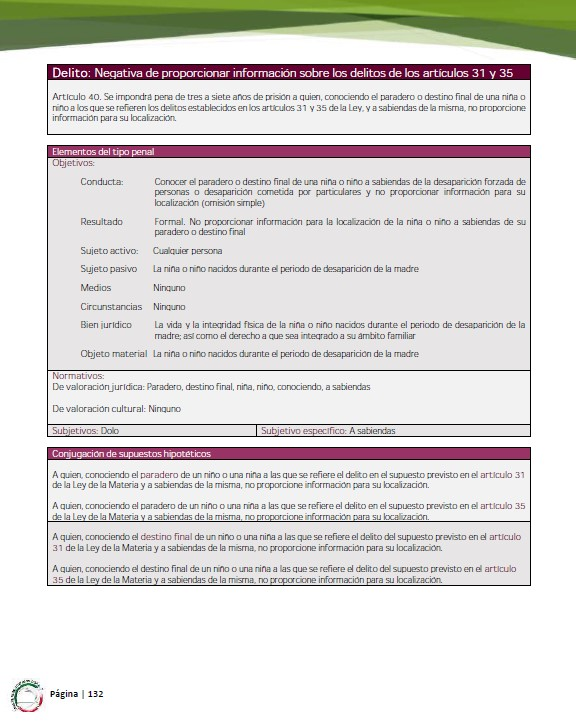 Delito: Negativa de proporcionar información sobre los delitos de los artículos 31 y 35
Artículo 40. Se impondrá pena de tres a siete años de prisión a quien, conociendo el paradero o destino final de una niña o
niño a los que se refieren los delitos establecidos en los artículos 31 y 35 de la Ley, y a sabiendas de la misma, no proporcione
información para su localización.
Elementos del tipo penal
Objetivos:
Conducta: Conocer el paradero o destino final de una niña o niño a sabiendas de la desaparición forzada de
personas o desaparición cometida por particulares y no proporcionar información para su
localización (omisión simple)
Resultado Formal. No proporcionar información para la localización de la niña o niño a sabiendas de su
paradero o destino final
Sujeto activo: Cualquier persona
Sujeto pasivo La niña o niño nacidos durante el periodo de desaparición de la madre
Medios Ninguno
Circunstancias Ninguno
Bien jurídico La vida y la integridad física de la niña o niño nacidos durante el periodo de desaparición de la
madre; así como el derecho a que sea integrado a su ámbito familiar
Objeto material La niña o niño nacidos durante el periodo de desaparición de la madre
Normativos:
De valoración jurídica: Paradero, destino final, niña, niño, conociendo, a sabiendas
De valoración cultural: Ninguno
Subjetivos: Dolo Subjetivo específico: A sabiendas
Conjugación de supuestos hipotéticos
A quien, conociendo el paradero de un niño o una niña a las que se refiere el delito en el supuesto previsto en el artículo 31
de la Ley de la Materia y a sabiendas de la misma, no proporcione información para su localización.
A quien, conociendo el paradero de un niño o una niña a las que se refiere el delito en el supuesto previsto en el artículo 35
de la Ley de la Materia y a sabiendas de la misma, no proporcione información para su localización.
A quien, conociendo el destino final de un niño o una niña a las que se refiere el delito del supuesto previsto en el artículo
31 de la Ley de la Materia y a sabiendas de la misma, no proporcione información para su localización.
A quien, conociendo el destino final de un niño o una niña a las que se refiere el delito del supuesto previsto en el artículo
35 de la Ley de la Materia y a sabiendas de la misma, no proporcione información para su localización.
Página | 132